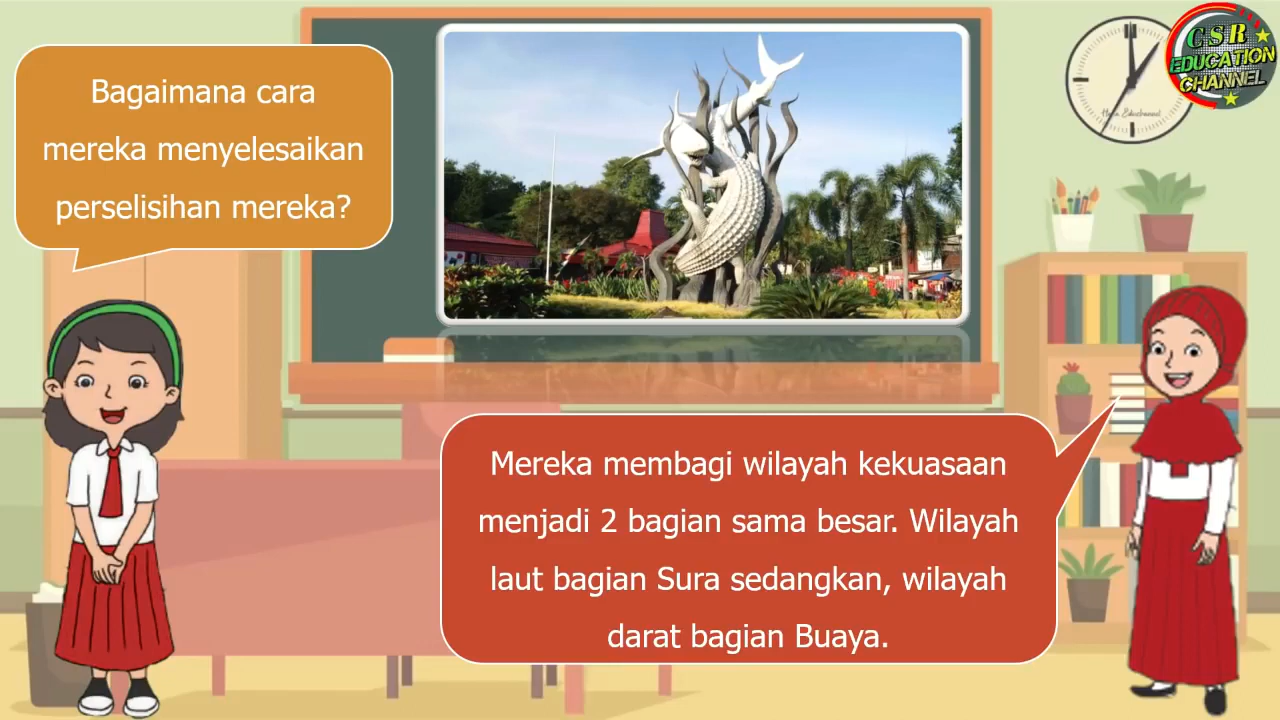 Bagaimana cara
mereka menyelesaikan
perselisihan mereka?
CSR
EDUCATION
CHANNEL
Mereka membagi wilayah kekuasaan
menjadi 2 bagian sama besar. Wilayah
laut bagian Sura sedangkan, wilayah
darat bagian Buaya.